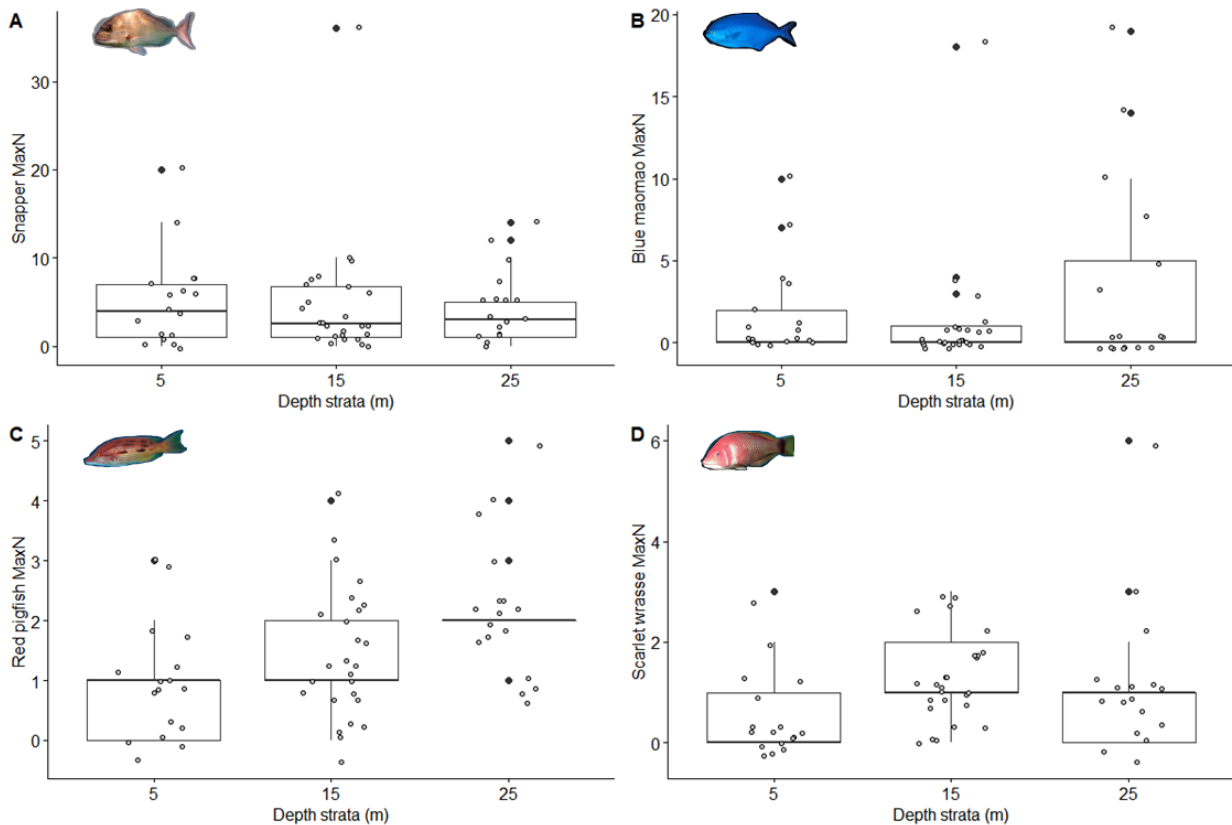 A
Snapper MaxN
30
20
10
0
5 15 25
Depth strata (m)
B
Blue maomao MaxN
20
15
10
5
0
5 15 25
Depth strata (m)
C
Red pigfish MaxN
5
4
3
2
1
0
5 15 25
Depth strata (m)
D
Scarlet wrasse MaxN
6
4
2
0
5 15 25
Depth strata (m)